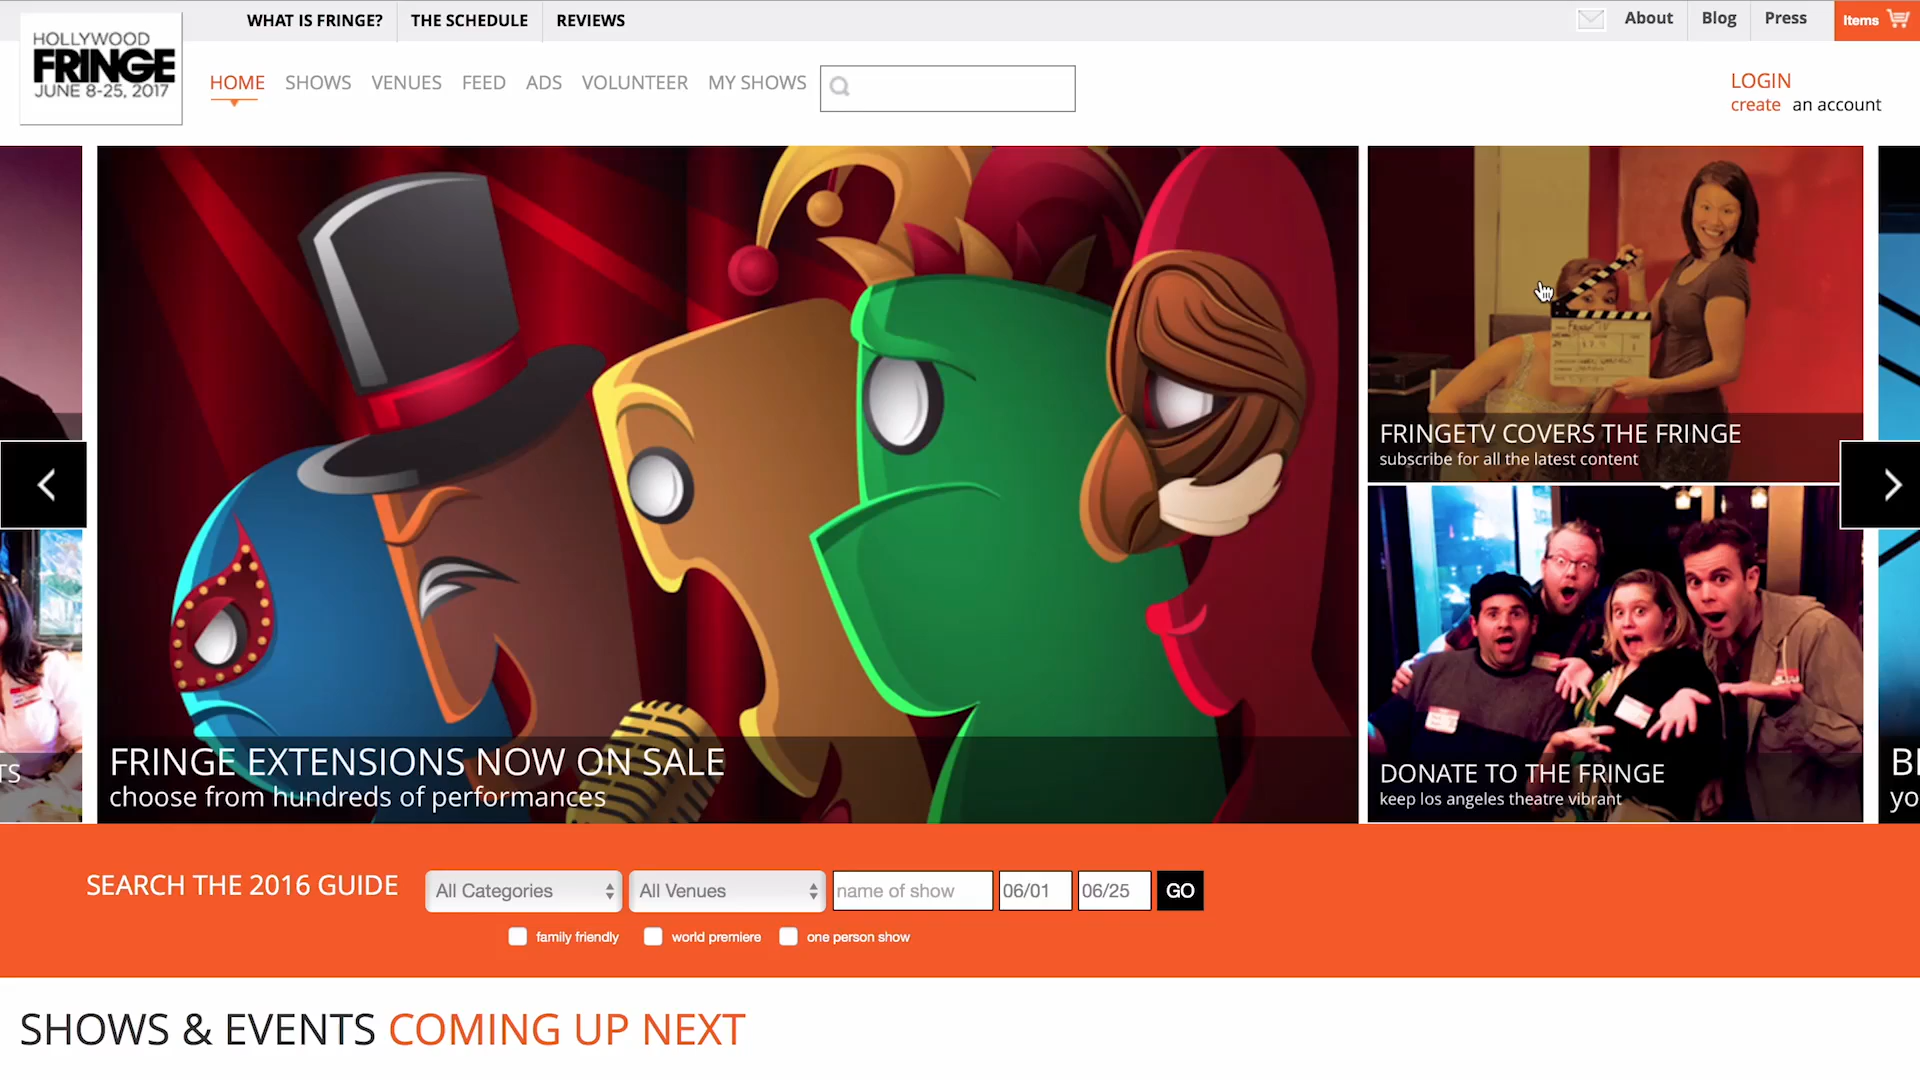 WHAT IS FRINGE?
THE SCHEDULE
REVIEWS
About
Blog
Press
Items
HOLLYWOOD
FRINGE
JUNE 8-25, 2017
HOME
SHOWS
VENUES
FEED
ADS
VOLUNTEER
MY SHOWS
LOGIN
create an account
TS
FRINGE EXTENSIONS NOW ON SALE
choose from hundreds of performances
FRINGETV COVERS THE FRINGE
subscribe for all the latest content
DONATE TO THE FRINGE
keep los angeles theatre vibrant
yo
SEARCH THE 2016 GUIDE
All Categories
All Venues
name of show
06/01
06/25
GO
family friendly
world premiere
one person show
SHOWS & EVENTS COMING UP NEXT